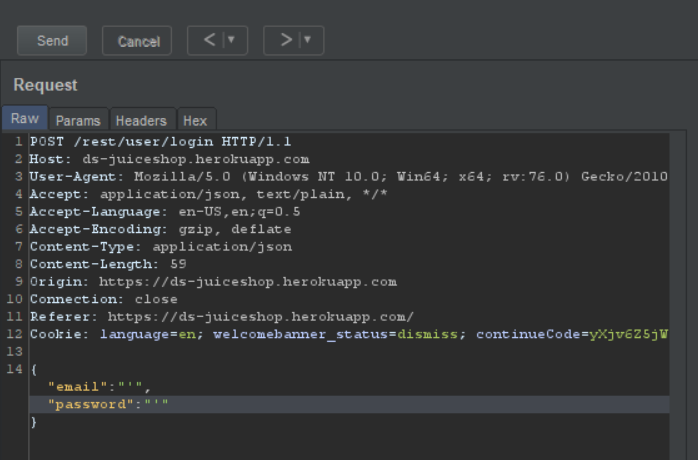 Send Cancel < > 
Request
Raw Params Headers Hex
1 POST /rest/user/login HTTP/1.1
2 Host: ds-juiceshop.herokuapp.com
3 User-Agent: Mozilla/5.0 (Windows NT 10.0; Win64; x64; rv:76.0) Gecko/2010
4 Accept: application/json, text/plain, */*
5 Accept-Language: en-US,en;q=0.5
6 Accept-Encoding: gzip, deflate
7 Content-Type: application/json
8 Content-Length: 59
9 Origin: https://ds-juiceshop.herokuapp.com
10 Connection: close
11 Referer: https://ds-juiceshop.herokuapp.com/
12 Cookie: language=en; welcomebanner_status=dismiss; continueCode=yXjv6Z5jW
13
14 {
"email":"'",
"password":"'"
}